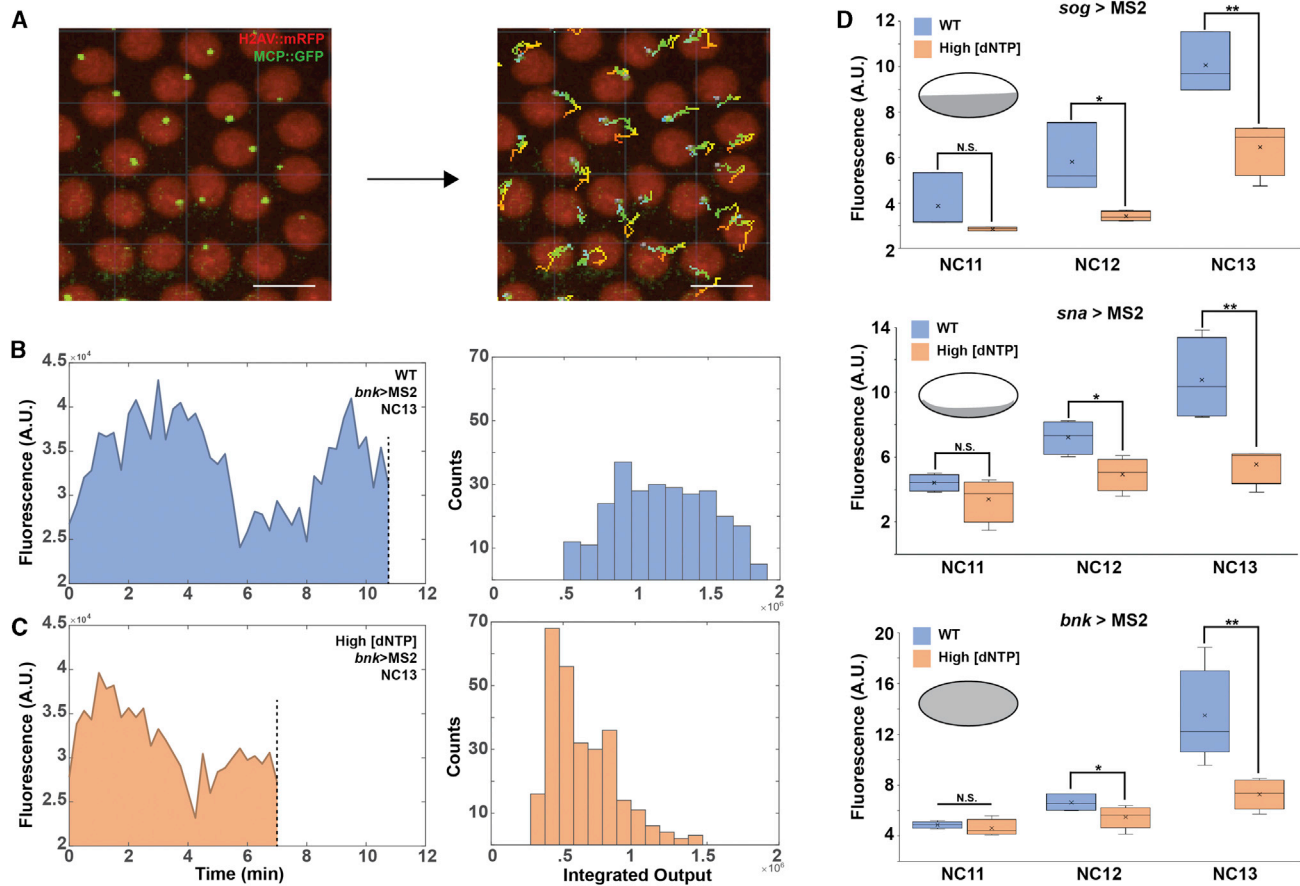 A
H2AV::mRFP
MCP::GFP
B
×10⁴
4.5
4
3.5
3
2.5
2
Fluorescence (A.U.)
WT
bnk>MS2
NC13
0 2 4 6 8 10 12
70
50
30
10
Counts
0 .5 1 1.5 2
×10⁶
C
×10⁴
4.5
4
3.5
3
2.5
2
Fluorescence (A.U.)
High [dNTP]
bnk>MS2
NC13
0 2 4 6 8 10 12
Time (min)
70
50
30
10
Counts
0 .5 1 1.5 2
×10⁶
Integrated Output
D
sog > MS2
12
10
8
6
4
2
Fluorescence (A.U.)
WT
High [dNTP]
N.S.
*
**
NC11 NC12 NC13
sna > MS2
14
10
6
2
Fluorescence (A.U.)
WT
High [dNTP]
N.S.
*
**
NC11 NC12 NC13
bnk > MS2
20
16
12
8
4
Fluorescence (A.U.)
WT
High [dNTP]
N.S.
*
**
NC11 NC12 NC13